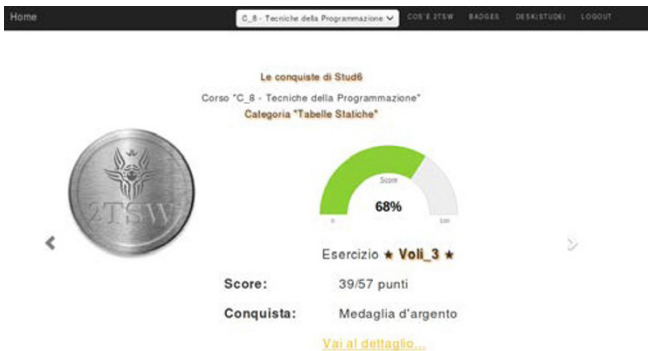 Home C_8 - Tecniche della Programmazione COS'E 2TSW BADGES DESK(STUD6) LOGOUT
Le conquiste di Stud6
Corso "C_8 - Tecniche della Programmazione"
Categoria "Tabelle Statiche"
2TSW
Score
68%
0
Esercizio ★ Voli_3 ★
Score: 39/57 punti
Conquista: Medaglia d'argento
Vai al dettaglio...